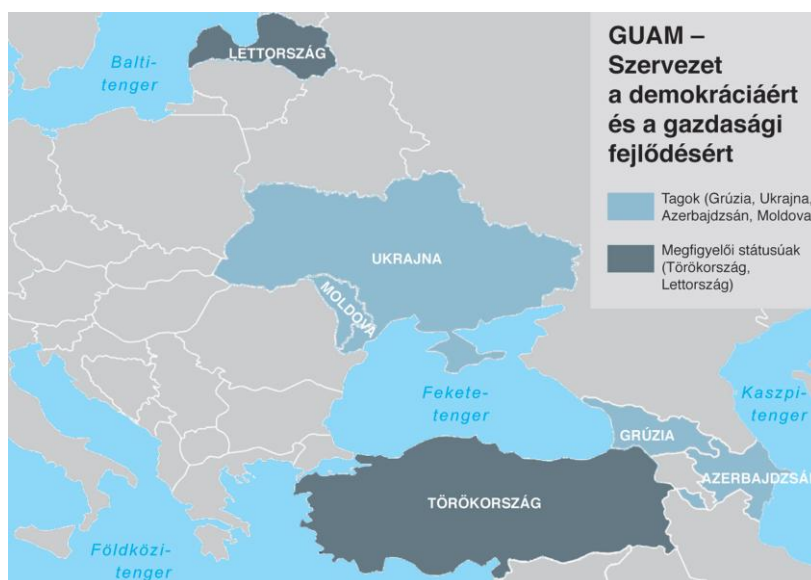 GUAM –
Szervezet
a demokráciáért
és a gazdasági
fejlődésért
Tagok (Grúzia, Ukrajna,
Azerbajdzsán, Moldova
Megfigyelői státusúak
(Törökország,
Lettország)
LETTORSZÁG
Balti-
tenger
UKRAJNA
MOLDOVA
Fekete-
tenger
Kaszpi-
tenger
GRÚZIA
AZERBAJDZSÁN
TÖRÖKORSZÁG
Földközi-
tenger